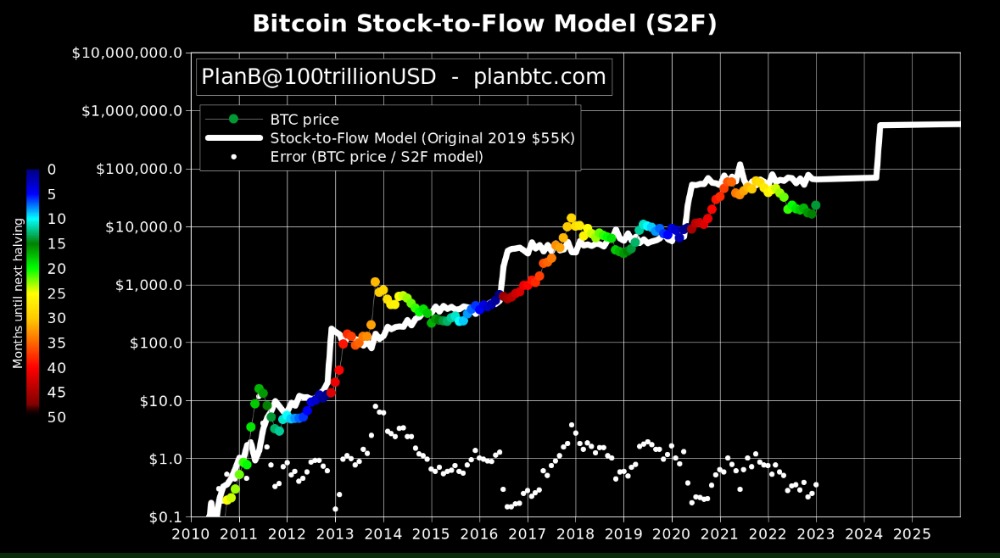 Bitcoin Stock-to-Flow Model (S2F)
$10,000,000.0
PlanB@100trillionUSD - planbtc.com
$1,000,000.0
BTC price
Stock-to-Flow Model (Original 2019 $55K)
Error (BTC price / S2F model)
$100,000.0
$10,000.0
$1,000.0
$100.0
$10.0
$1.0
$0.1
Months until next halving
0
5
10
15
20
25
30
35
40
45
50
2010 2011 2012 2013 2014 2015 2016 2017 2018 2019 2020 2021 2022 2023 2024 2025